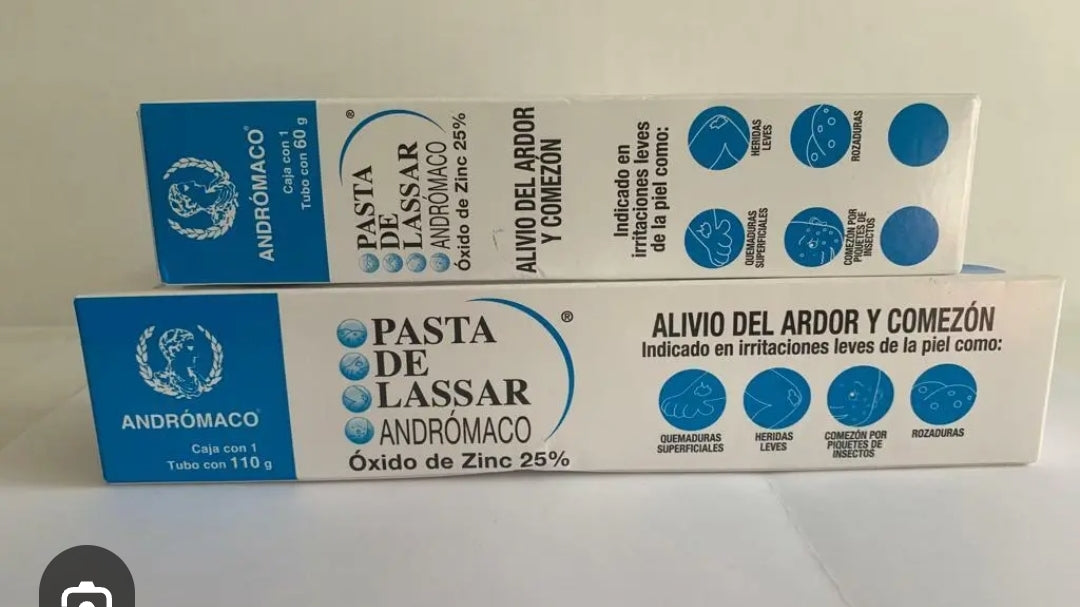 ANDRÓMACO®
Caja con 1
Tubo con 60 g
®
PASTA
DE
LASSAR
ANDRÓMACO
Óxido de Zinc 25%
ALIVIO DEL ARDOR
Y COMEZÓN
Indicado en
irritaciones leves
de la piel como:
QUEMADURAS
SUPERFICIALES
HERIDAS
LEVES
COMEZÓN POR
PIQUETES DE
INSECTOS
ROZADURAS
ANDRÓMACO®
Caja con 1
Tubo con 110 g
PASTA ®
DE
LASSAR
ANDRÓMACO
Óxido de Zinc 25%
ALIVIO DEL ARDOR Y COMEZÓN
Indicado en irritaciones leves de la piel como:
QUEMADURAS
SUPERFICIALES
HERIDAS
LEVES
COMEZÓN POR
PIQUETES DE
INSECTOS
ROZADURAS